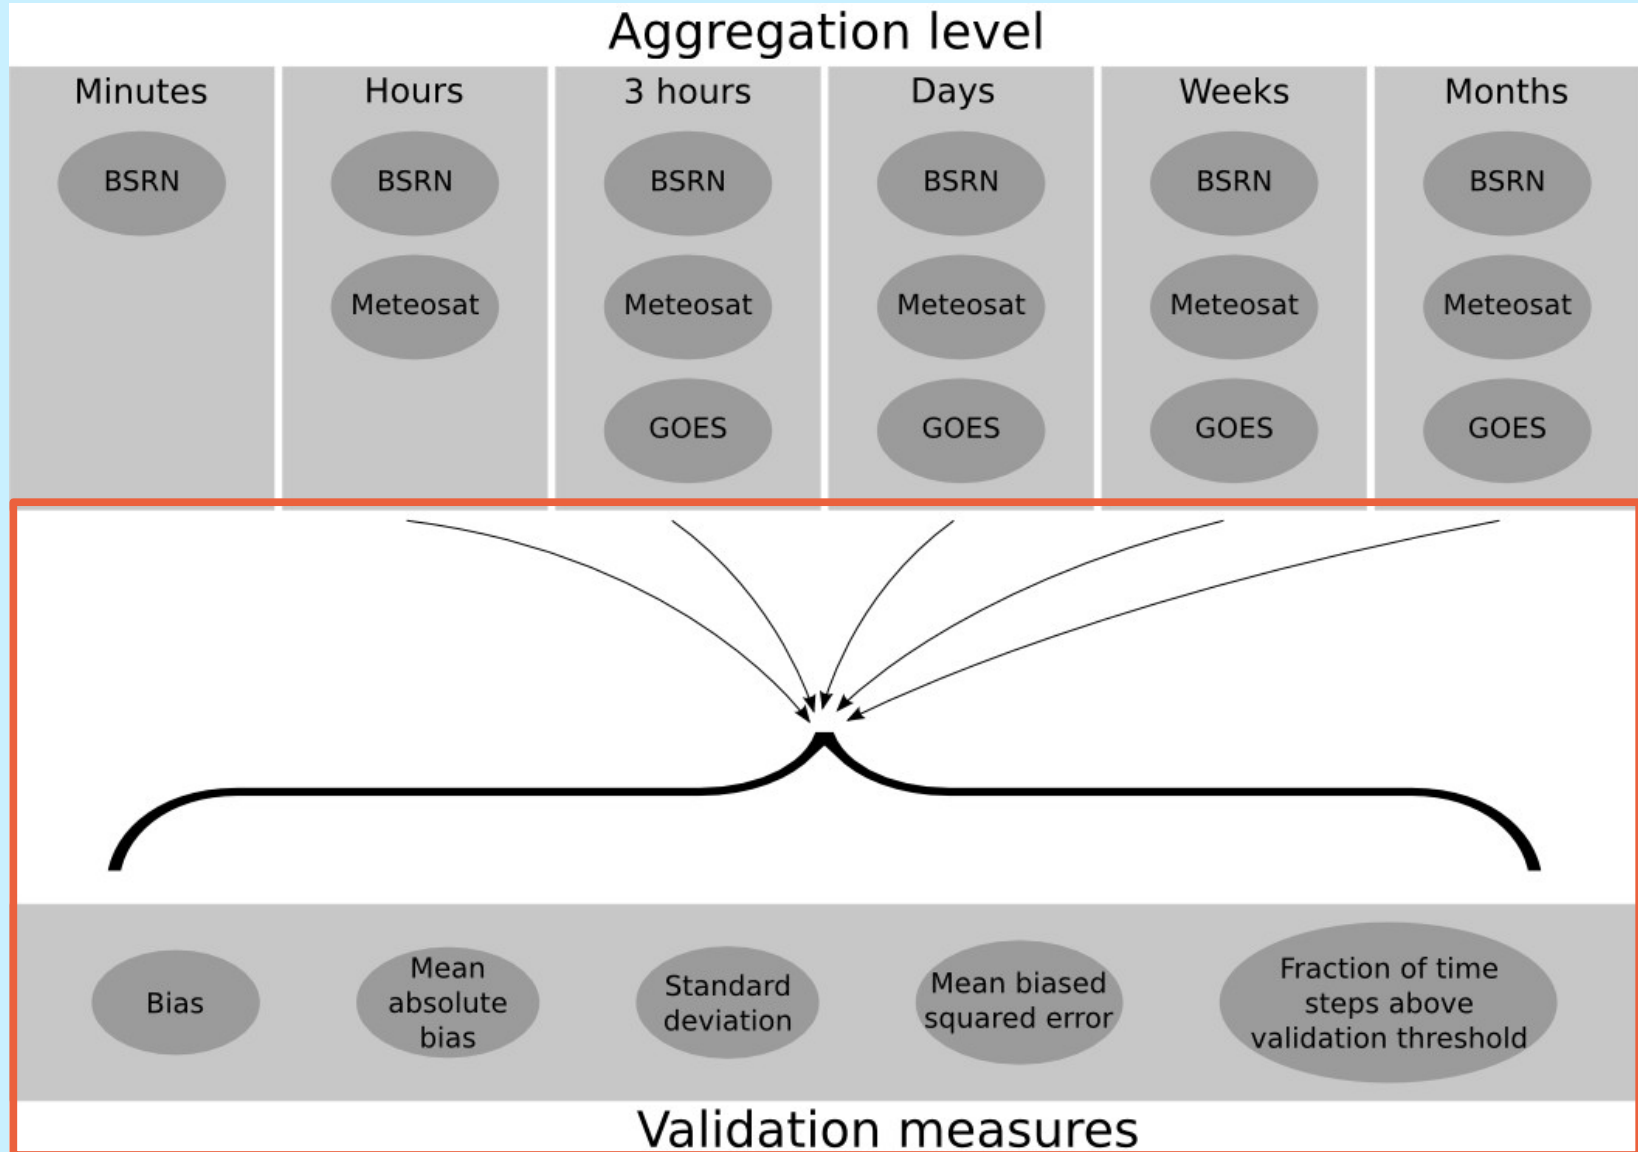 Aggregation level
Minutes Hours 3 hours Days Weeks Months
BSRN BSRN BSRN BSRN BSRN BSRN
Meteosat Meteosat Meteosat Meteosat Meteosat
GOES GOES GOES GOES
Bias
Mean
absolute
bias
Standard
deviation
Mean biased
squared error
Fraction of time
steps above
validation threshold
Validation measures